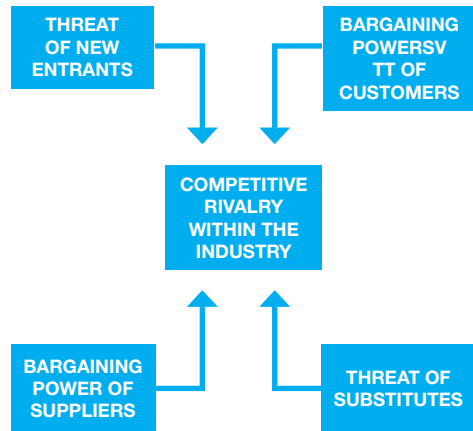 THREAT
OF NEW
ENTRANTS
BARGAINING
POWERSV
TT OF
CUSTOMERS
COMPETITIVE
RIVALRY
WITHIN THE
INDUSTRY
BARGAINING
POWER OF
SUPPLIERS
THREAT OF
SUBSTITUTES